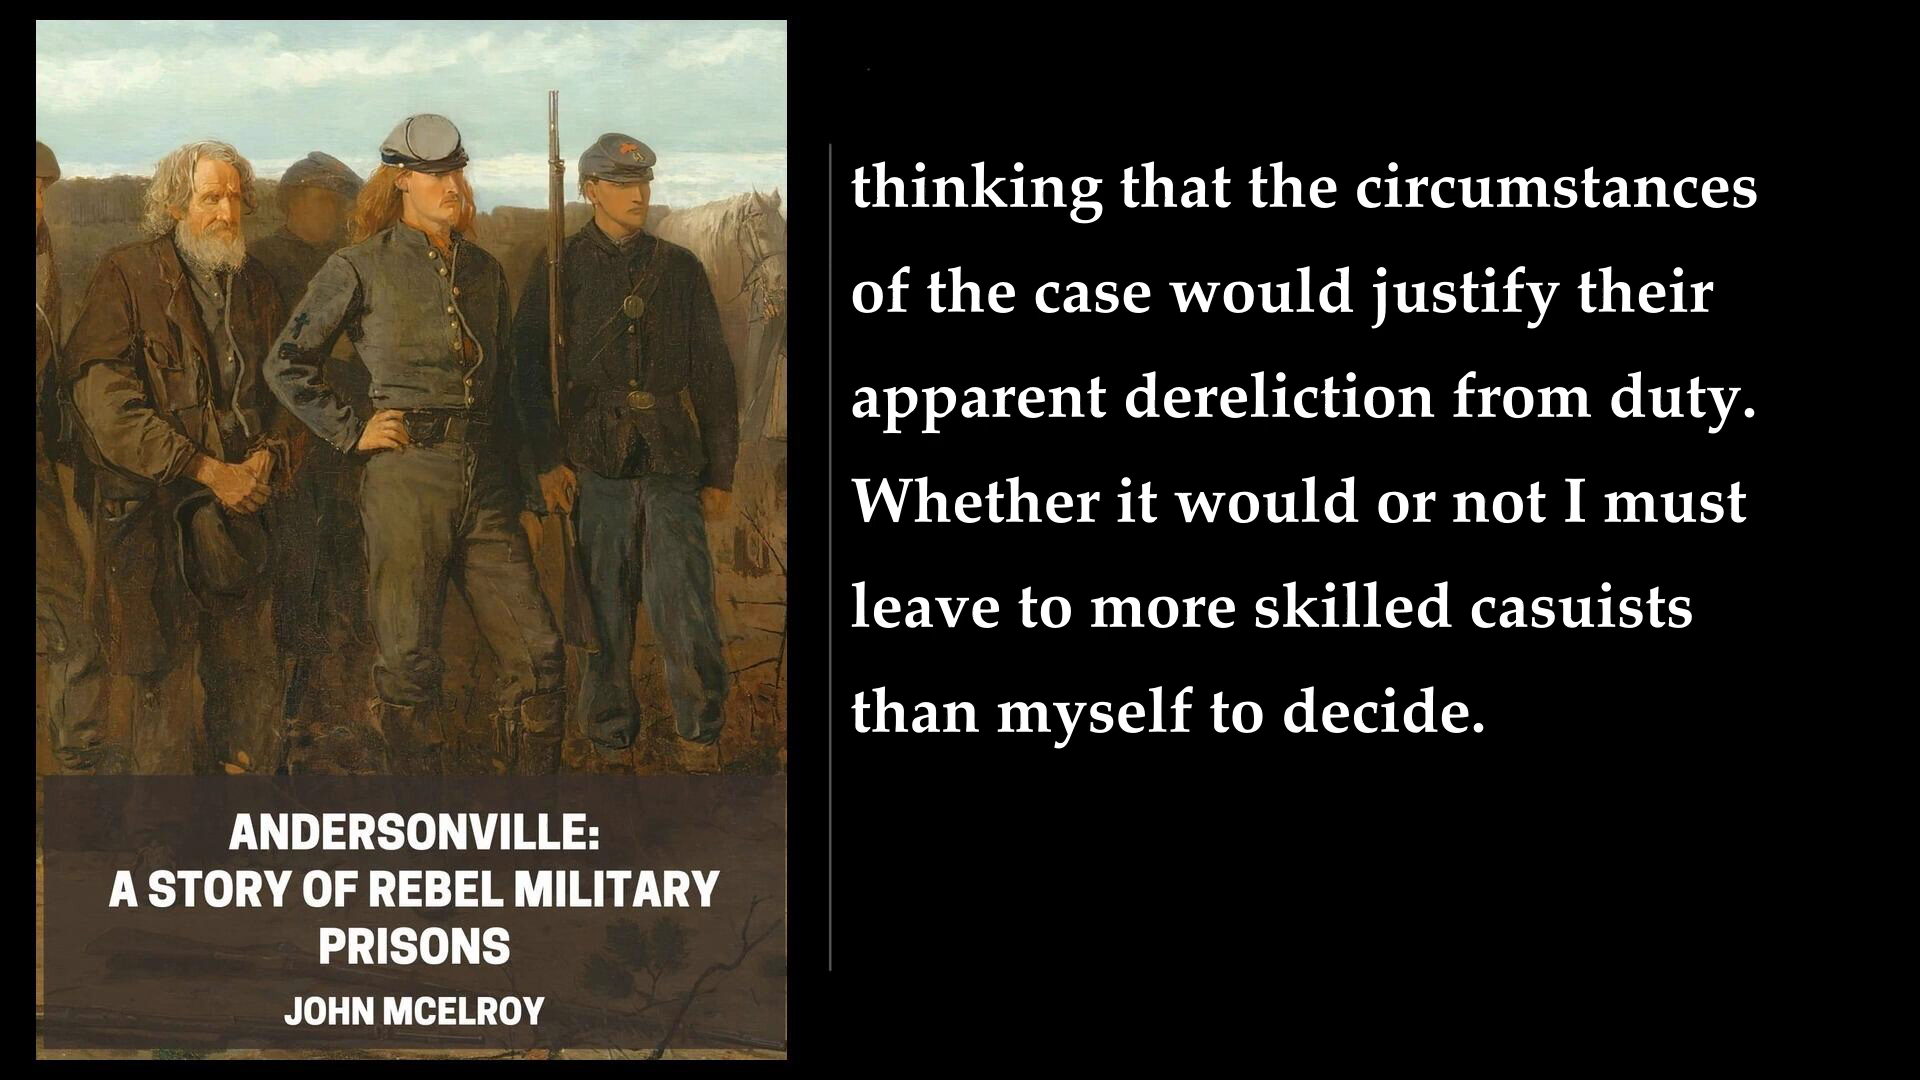 thinking that the circumstances
of the case would justify their
apparent dereliction from duty.
Whether it would or not I must
leave to more skilled casuists
than myself to decide.
ANDERSONVILLE:
A STORY OF REBEL MILITARY
PRISONS
JOHN MCELROY